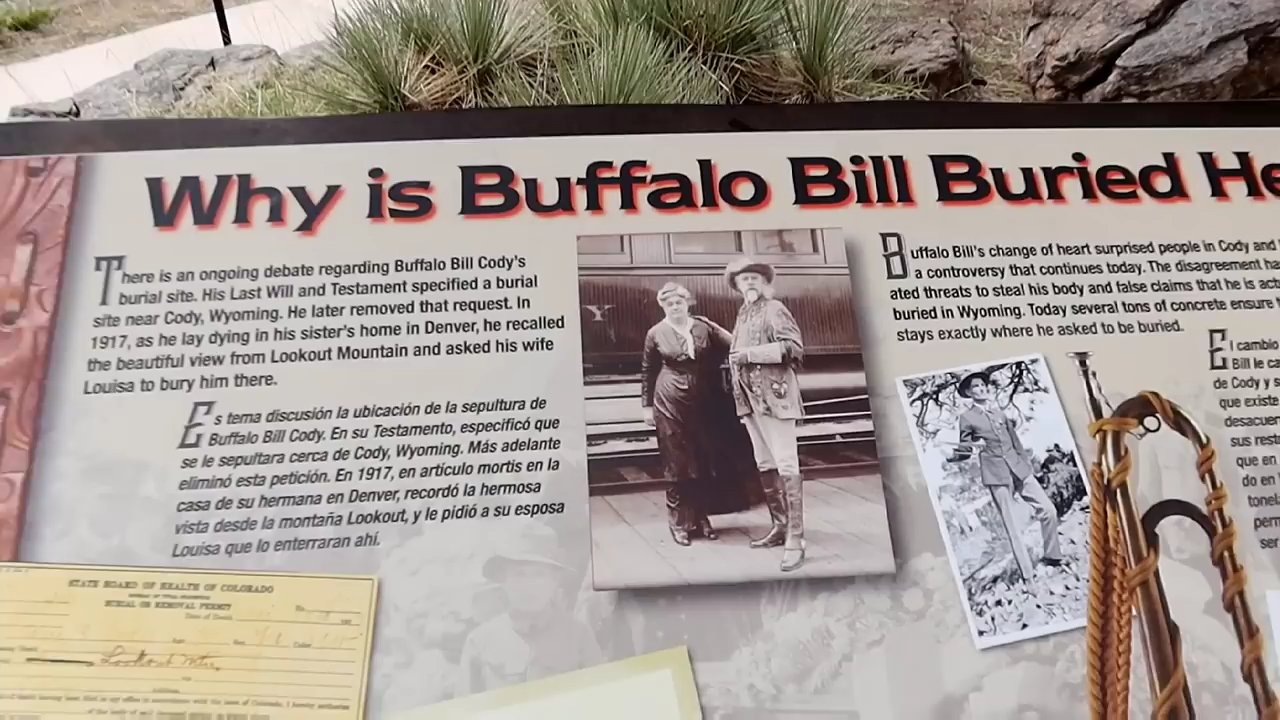 Why is Buffalo Bill Buried He
There is an ongoing debate regarding Buffalo Bill Cody's
burial site. His Last Will and Testament specified a burial
site near Cody, Wyoming. He later removed that request. In
1917, as he lay dying in his sister's home in Denver, he recalled
the beautiful view from Lookout Mountain and asked his wife
Louisa to bury him there.
Es tema discusión la ubicación de la sepultura de
Buffalo Bill Cody. En su Testamento, especificó que
se le sepultara cerca de Cody, Wyoming. Más adelante
eliminó esta petición. En 1917, en artículo mortis en la
casa de su hermana en Denver, recordó la hermosa
vista desde la montaña Lookout, y le pidió a su esposa
Louisa que lo enterraran ahí.
Buffalo Bill's change of heart surprised people in Cody and
a controversy that continues today. The disagreement ha
ated threats to steal his body and false claims that he is act
buried in Wyoming. Today several tons of concrete ensure
stays exactly where he asked to be buried.
El cambio
Bill le ca
de Cody y s
que existe
desacuer
sus rest
que en
do en
tonel
perm
ser
Y
STATE BOARD OF HEALTH OF COLORADO
BURIAL OR REMOVAL PERMIT
Date of Death
No.
Age
Sex
Color
Lookout Mtn.